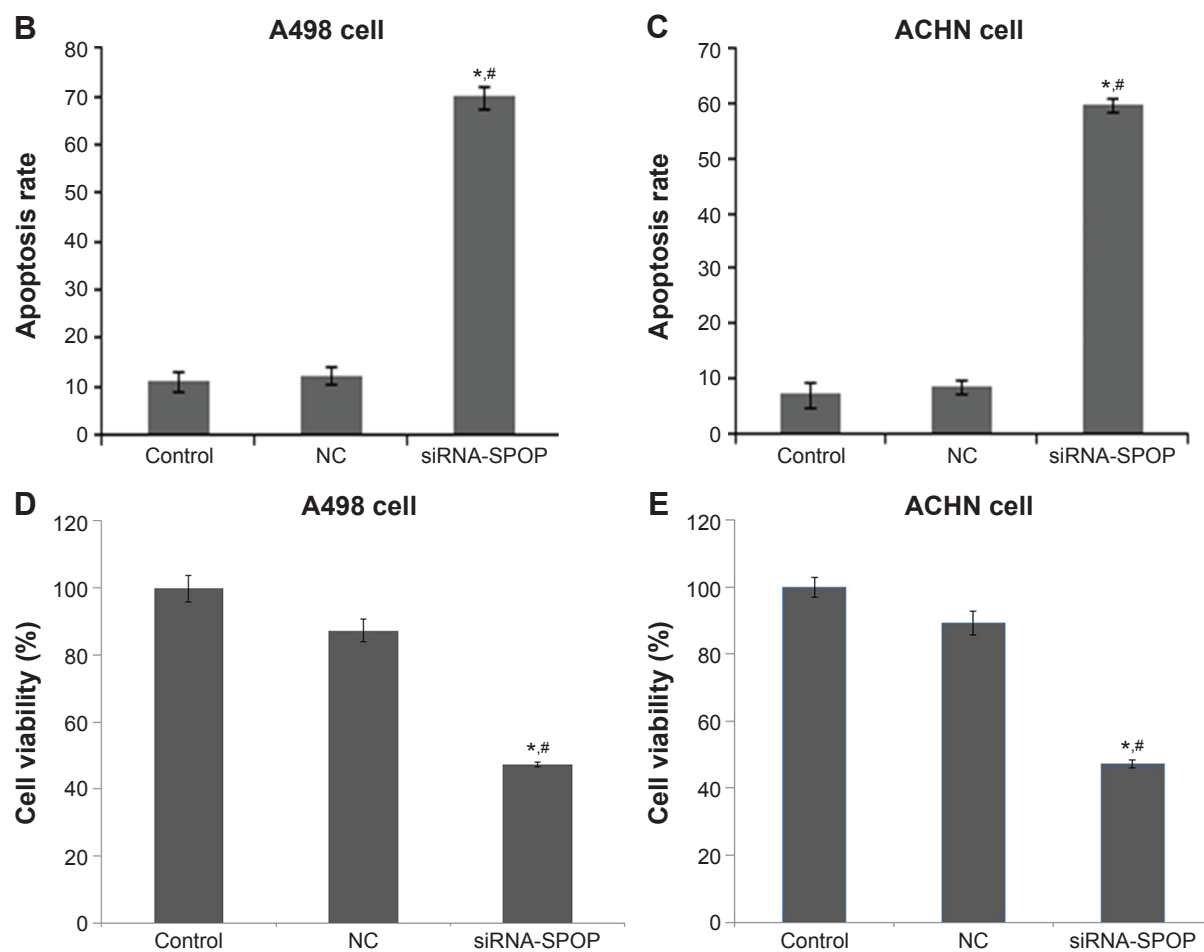 B
A498 cell
Apoptosis rate
80
70
60
50
40
30
20
10
0
*,#
Control
NC
siRNA-SPOP
C
ACHN cell
Apoptosis rate
70
60
50
40
30
20
10
0
*,#
Control
NC
siRNA-SPOP
D
A498 cell
Cell viability (%)
120
100
80
60
40
20
0
*,#
Control
NC
siRNA-SPOP
E
ACHN cell
Cell viability (%)
120
100
80
60
40
20
0
*,#
Control
NC
siRNA-SPOP